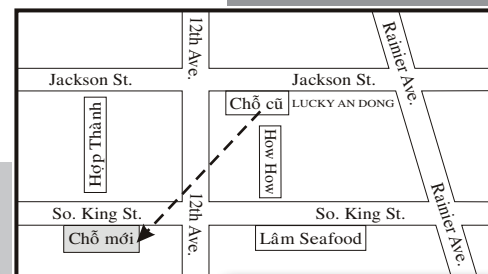 12th Ave.
Rainier Ave.
Jackson St.
Jackson St.
Chỗ cũ
LUCKY AN DONG
Hợp Thành
How How
12th Ave.
Rainier Ave.
So. King St.
So. King St.
Chỗ mới
Lâm Seafood